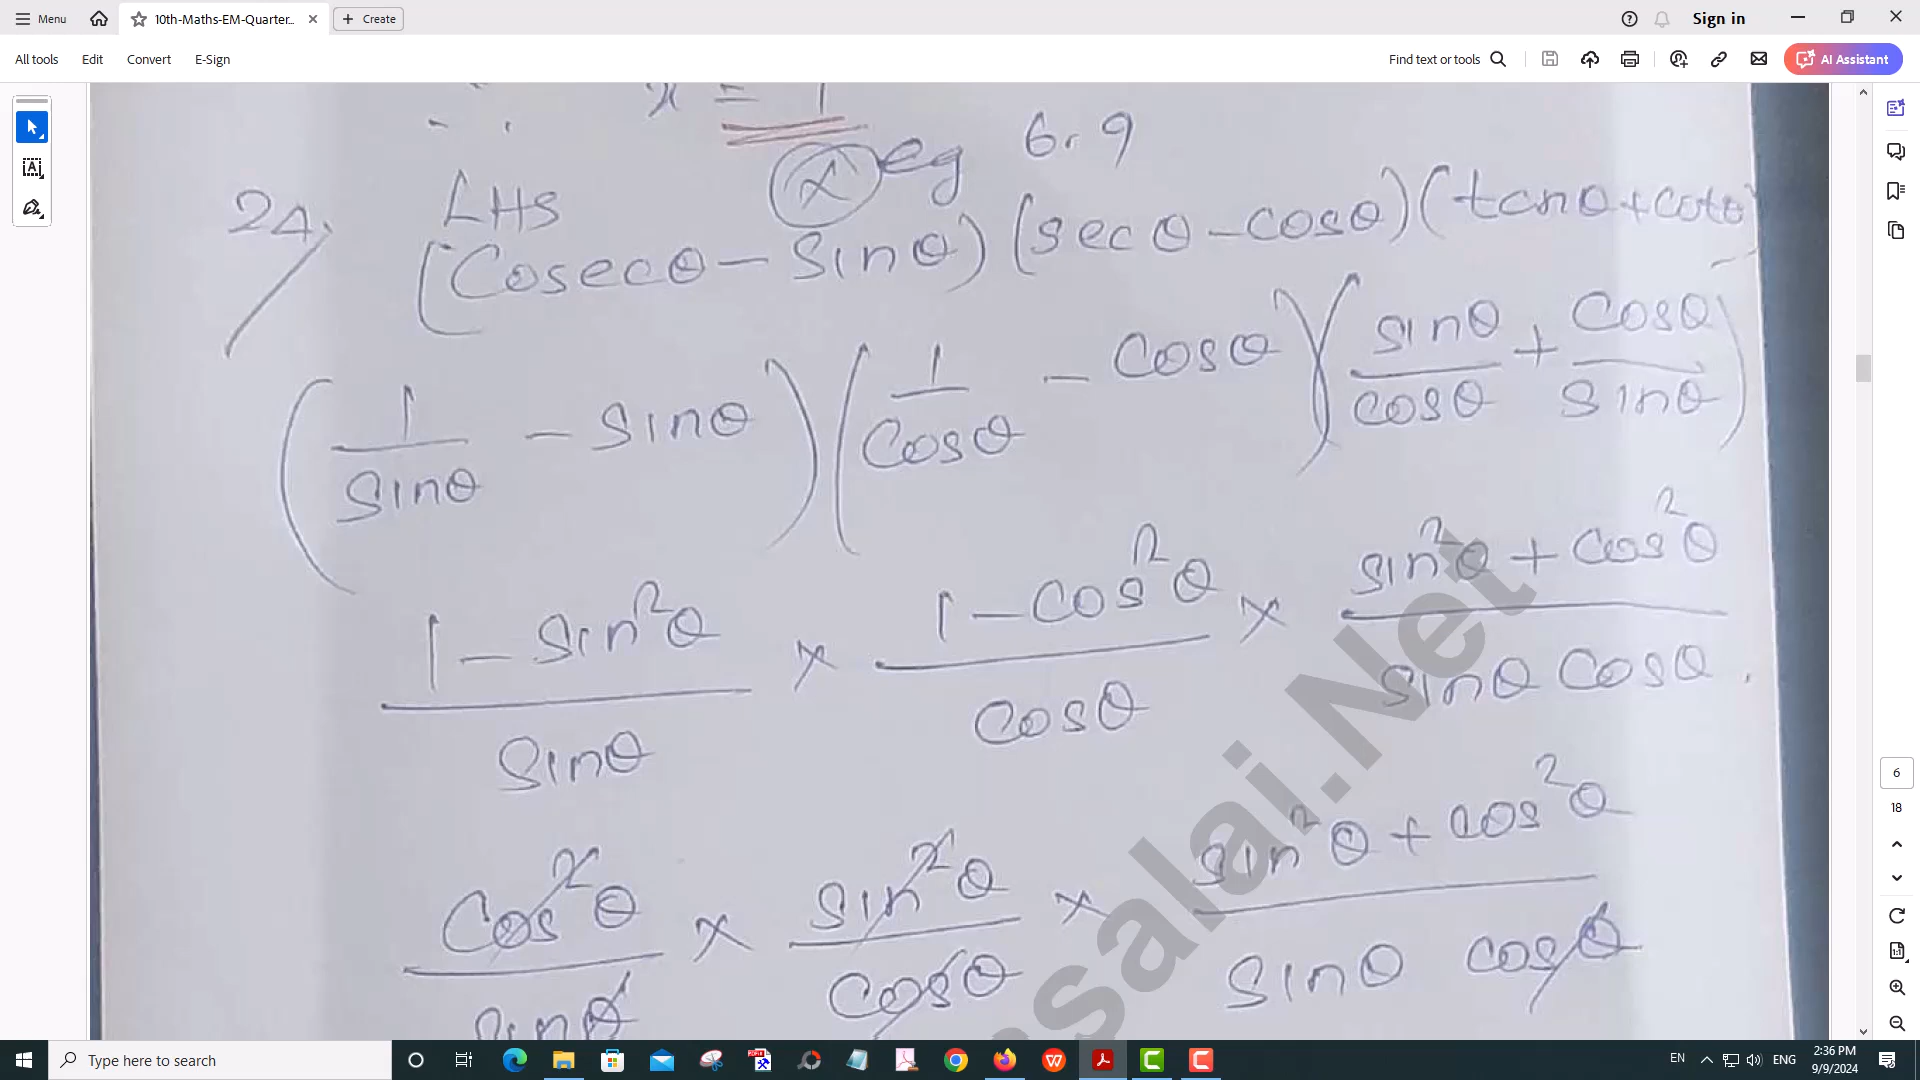 Menu
10th-Maths-EM-Quarter...
Create
Sign in
All tools
Edit
Convert
E-Sign
Find text or tools
AI Assistant
x = 1
(x) eg 6.9
24. LHS
(Cosecθ - Sinθ) (secθ - cosθ) (tanθ + cotθ)
(1/Sinθ - Sinθ) (1/Cosθ - Cosθ) (Sinθ/Cosθ + Cosθ/Sinθ)
1 - Sin²θ / Sinθ × 1 - Cos²θ / Cosθ × Sin²θ + Cos²θ / Sinθ Cosθ
Cos²θ / Sinθ × Sin²θ / Cosθ × Sin²θ + Cos²θ / Sinθ Cosθ
salai.Net
6
18
Type here to search
EN
ENG
2:36 PM
9/9/2024